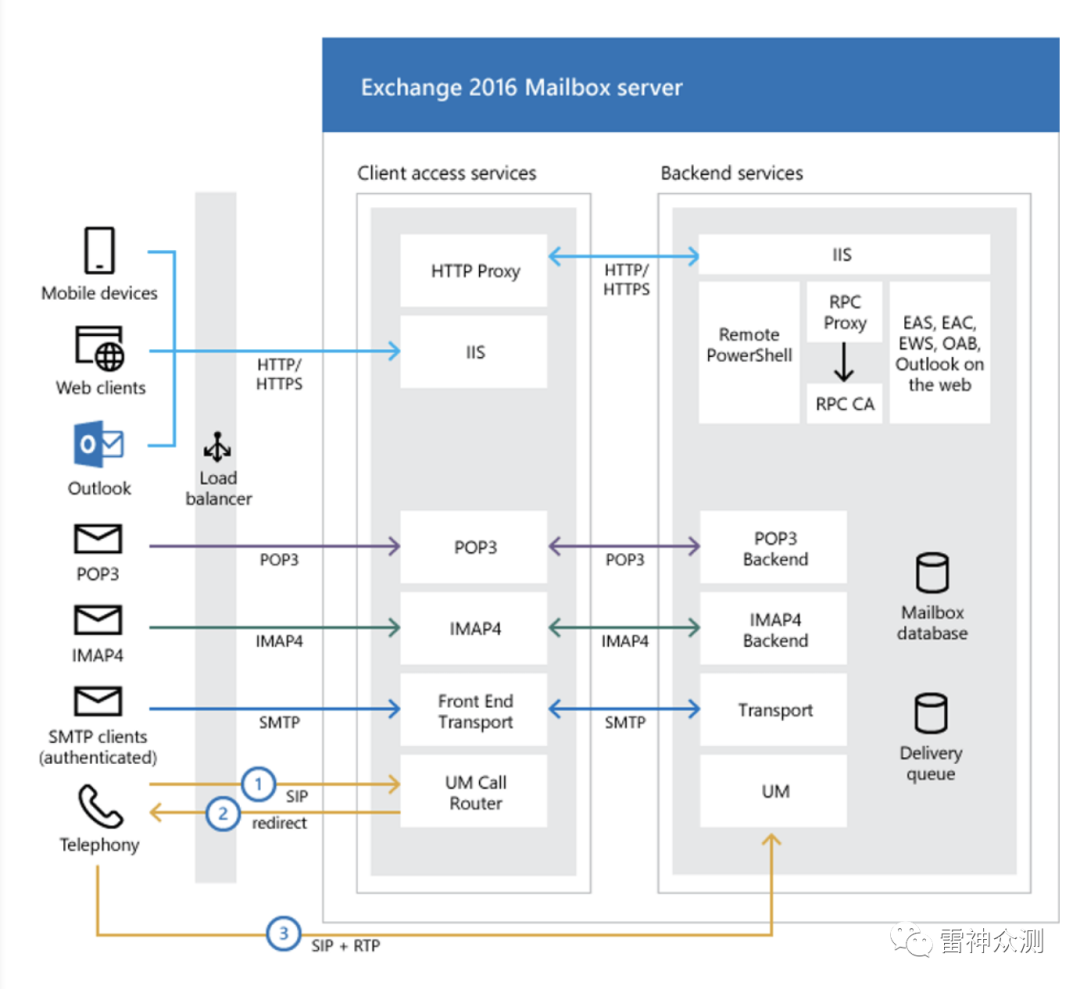 Exchange 2016 Mailbox server
Client access services
Backend services
Mobile devices
Web clients
Outlook
Load
balancer
HTTP/
HTTPS
HTTP Proxy
IIS
HTTP/
HTTPS
IIS
Remote
PowerShell
RPC
Proxy
RPC CA
EAS, EAC,
EWS, OAB,
Outlook on
the web
POP3
POP3
POP3
POP3
POP3
Backend
IMAP4
IMAP4
IMAP4
IMAP4
IMAP4
Backend
Mailbox
database
SMTP clients
(authenticated)
SMTP
Front End
Transport
SMTP
Transport
Delivery
queue
Telephony
1
SIP
2
redirect
UM Call
Router
UM
3
SIP + RTP
O
雷神众测